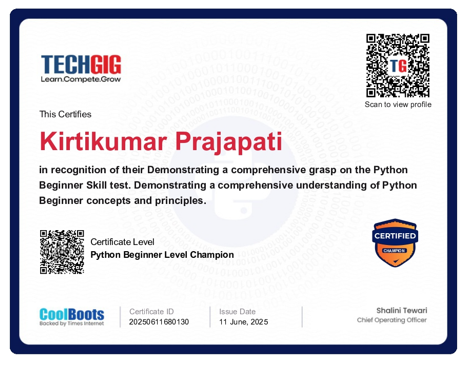 TECHGIG
Learn.Compete.Grow
TG
Scan to view profile
This Certifies
Kirtikumar Prajapati
in recognition of their Demonstrating a comprehensive grasp on the Python
Beginner Skill test. Demonstrating a comprehensive understanding of Python
Beginner concepts and principles.
Certificate Level
Python Beginner Level Champion
CERTIFIED
CHAMPION
CoolBoots
Backed by Times Internet
Certificate ID
20250611680130
Issue Date
11 June, 2025
Shalini Tewari
Chief Operating Officer